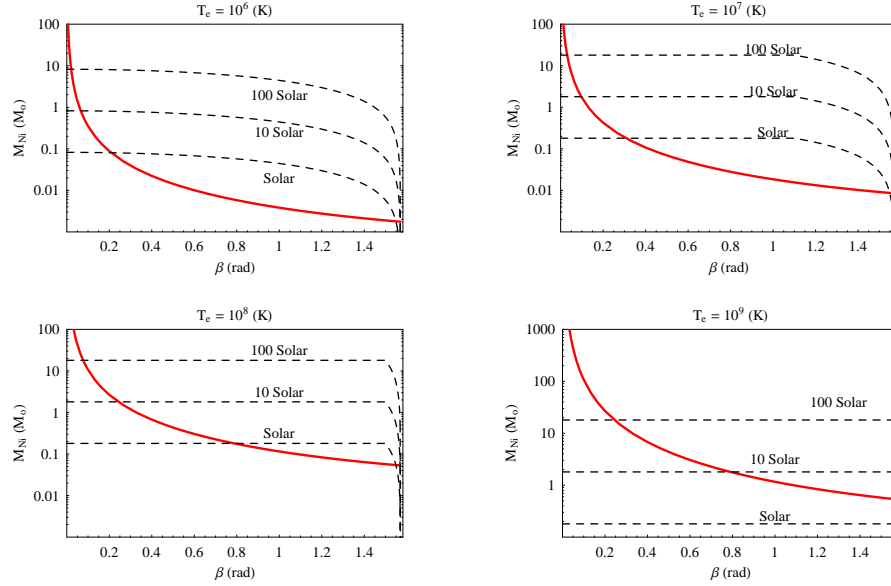 T_e = 10^6 (K)
100
10
1
0.1
0.01
M_Ni (M_o)
100 Solar
10 Solar
Solar
0.2 0.4 0.6 0.8 1 1.2 1.4
β (rad)
T_e = 10^7 (K)
100
10
1
0.1
0.01
M_Ni (M_o)
100 Solar
10 Solar
Solar
0.2 0.4 0.6 0.8 1 1.2 1.4
β (rad)
T_e = 10^8 (K)
100
10
1
0.1
0.01
M_Ni (M_o)
100 Solar
10 Solar
Solar
0.2 0.4 0.6 0.8 1 1.2 1.4
β (rad)
T_e = 10^9 (K)
1000
100
10
1
M_Ni (M_o)
100 Solar
10 Solar
Solar
0.2 0.4 0.6 0.8 1 1.2 1.4
β (rad)